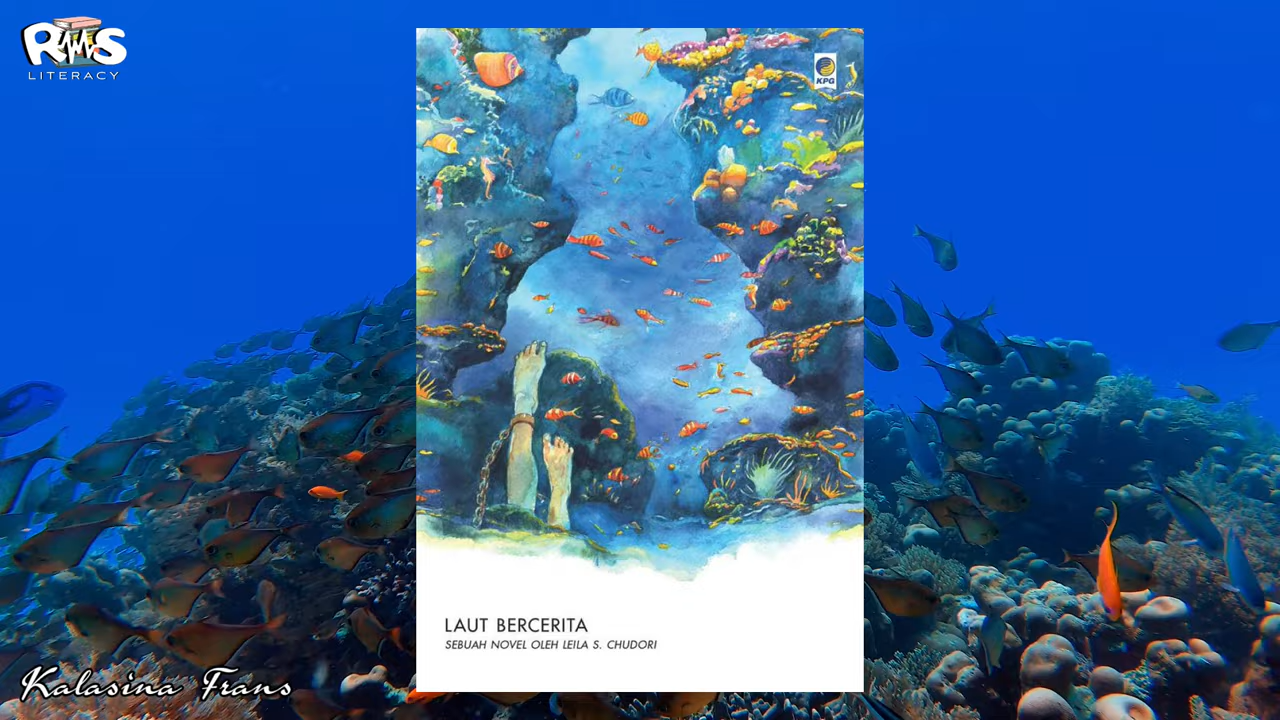 RMS
LITERACY
KPG
LAUT BERCERITA
SEBUAH NOVEL OLEH LEILA S. CHUDORI
Kalasina Frans